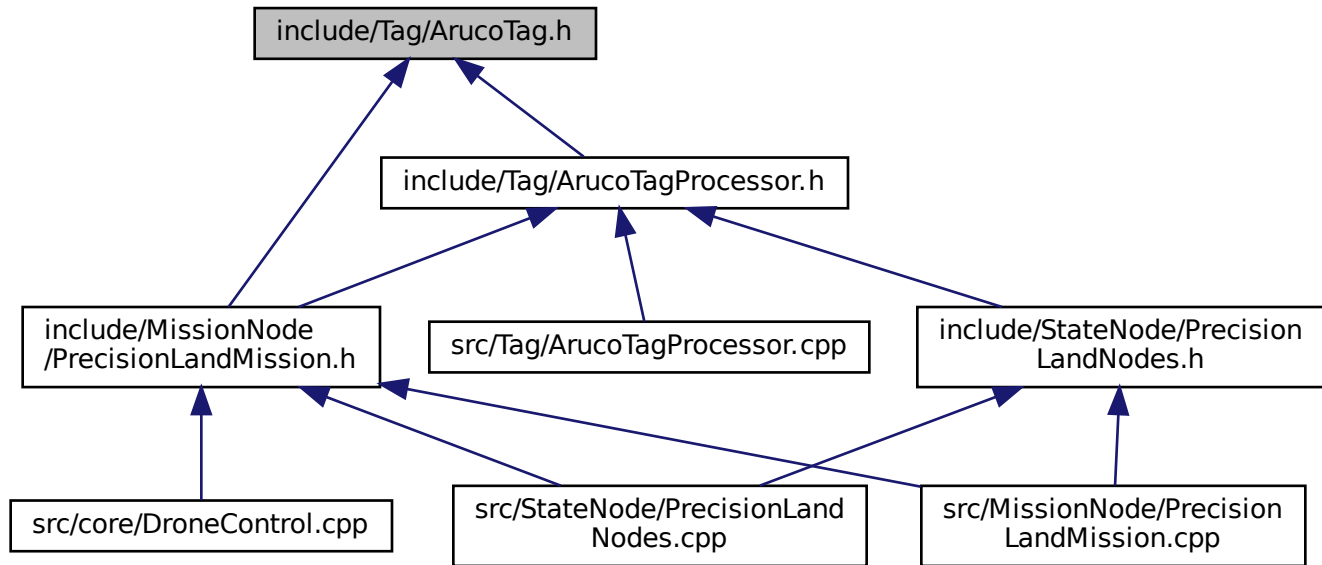 include/Tag/ArucoTag.h
include/Tag/ArucoTagProcessor.h
include/MissionNode
/PrecisionLandMission.h
src/Tag/ArucoTagProcessor.cpp
include/StateNode/Precision
LandNodes.h
src/core/DroneControl.cpp
src/StateNode/PrecisionLand
Nodes.cpp
src/MissionNode/Precision
LandMission.cpp